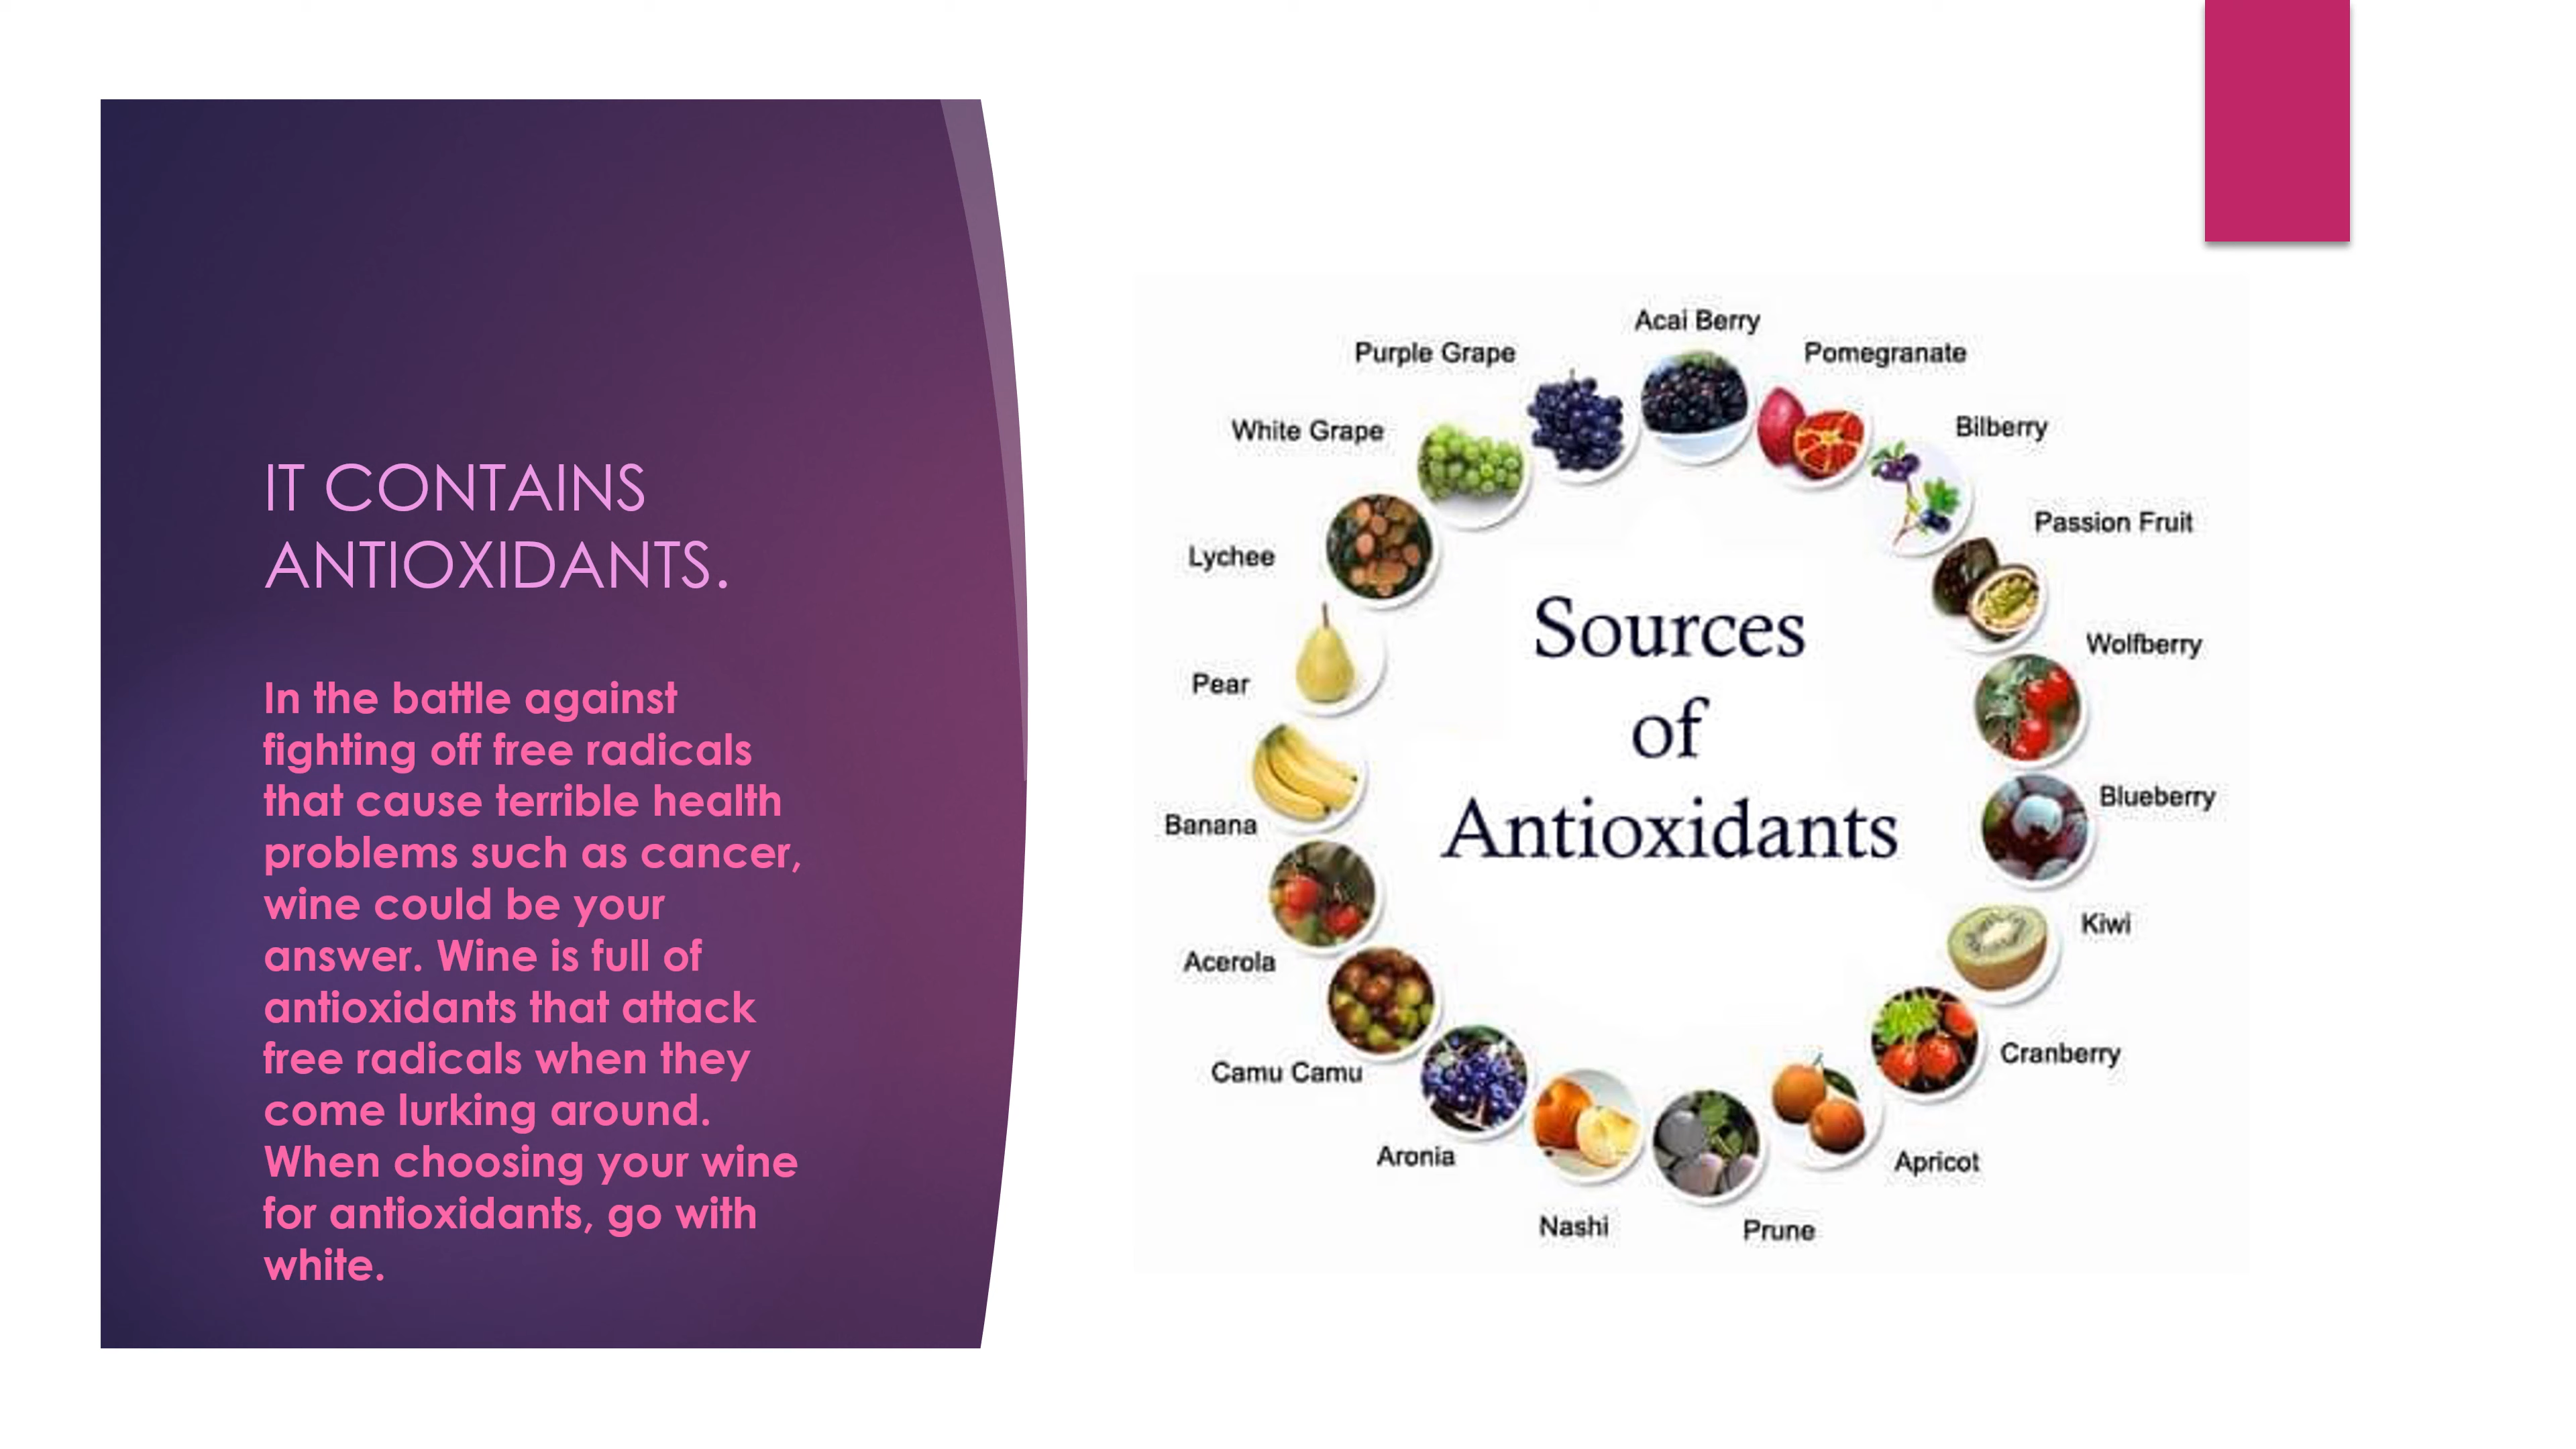 IT CONTAINS
ANTIOXIDANTS.
In the battle against
fighting off free radicals
that cause terrible health
problems such as cancer,
wine could be your
answer. Wine is full of
antioxidants that attack
free radicals when they
come lurking around.
When choosing your wine
for antioxidants, go with
white.
Sources
of
Antioxidants
Acai Berry
Pomegranate
Bilberry
Passion Fruit
Wolfberry
Blueberry
Kiwi
Cranberry
Apricot
Prune
Nashi
Aronia
Camu Camu
Acerola
Banana
Pear
Lychee
White Grape
Purple Grape